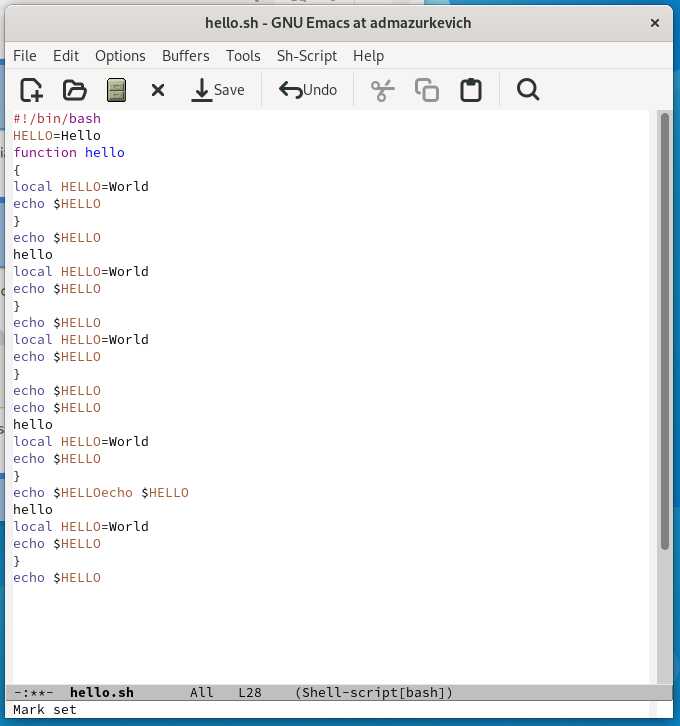 hello.sh - GNU Emacs at admazurkevich
File Edit Options Buffers Tools Sh-Script Help
Save Undo
#!/bin/bash
HELLO=Hello
function hello
{
local HELLO=World
echo $HELLO
}
echo $HELLO
hello
local HELLO=World
echo $HELLO
}
echo $HELLO
local HELLO=World
echo $HELLO
}
echo $HELLO
echo $HELLO
hello
local HELLO=World
echo $HELLO
}
echo $HELLOecho $HELLO
hello
local HELLO=World
echo $HELLO
}
echo $HELLO
-:**- hello.sh All L28 (Shell-script[bash])
Mark set